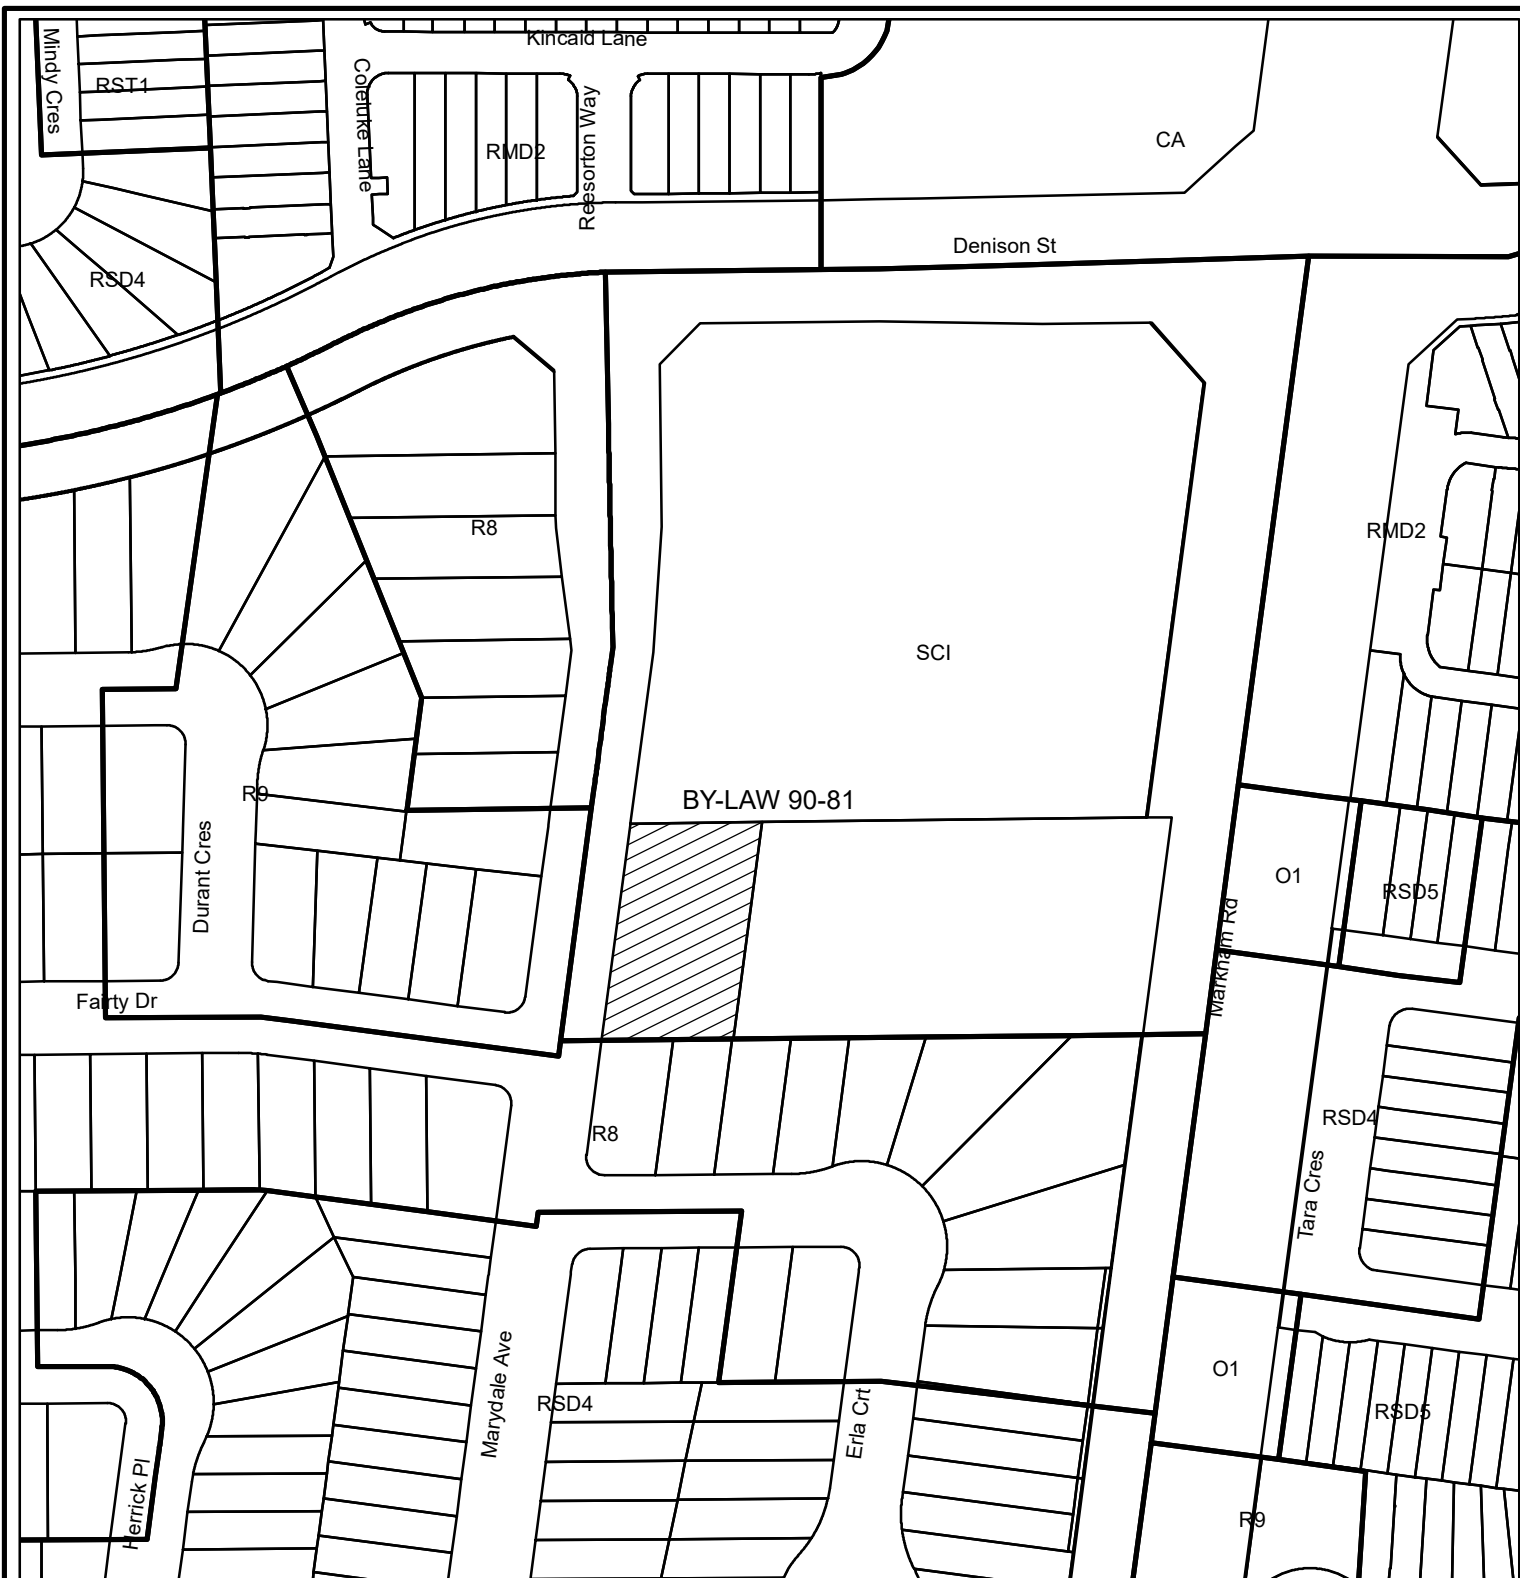 Kincaid Lane
Mindy Cres
RST1
Coleluke Lane
Reesorton Way
RMD2
CA
Denison St
RSD4
R8
RMD2
SCI
R9
BY-LAW 90-81
Durant Cres
O1
RSD5
Markham Rd
Fairty Dr
R8
RSD4
Tara Cres
Marydale Ave
O1
RSD4
Erla Crt
RSD5
Herrick Pl
R9